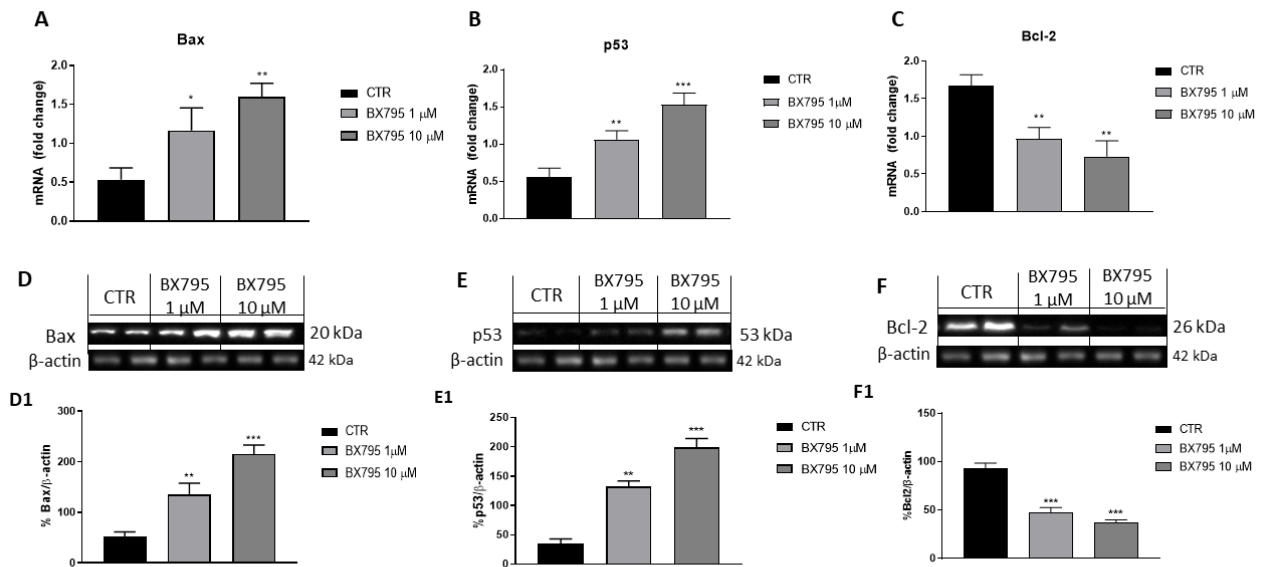 A
Bax
mRNA (fold change)
2.0
1.5
1.0
0.5
0.0
*
**
CTR
BX795 1 μM
BX795 10 μM
B
p53
mRNA (fold change)
2.0
1.5
1.0
0.5
0.0
**
***
CTR
BX795 1μM
BX795 10 μM
C
Bcl-2
mRNA (fold change)
2.0
1.5
1.0
0.5
0.0
**
**
CTR
BX795 1 μM
BX795 10 μM
D
CTR
BX795
1 μM
BX795
10 μM
Bax
20 kDa
β-actin
42 kDa
E
CTR
BX795
1 μM
BX795
10 μM
p53
53 kDa
β-actin
42 kDa
F
CTR
BX795
1 μM
BX795
10 μM
Bcl-2
26 kDa
β-actin
42 kDa
D1
% Bax/β-actin
300
200
100
0
**
***
CTR
BX795 1μM
BX795 10 μM
E1
%p53/β-actin
250
200
150
100
50
0
**
***
CTR
BX795 1μM
BX795 10 μM
F1
%Bcl2/β-actin
150
100
50
0
***
***
CTR
BX795 1μM
BX795 10 μM